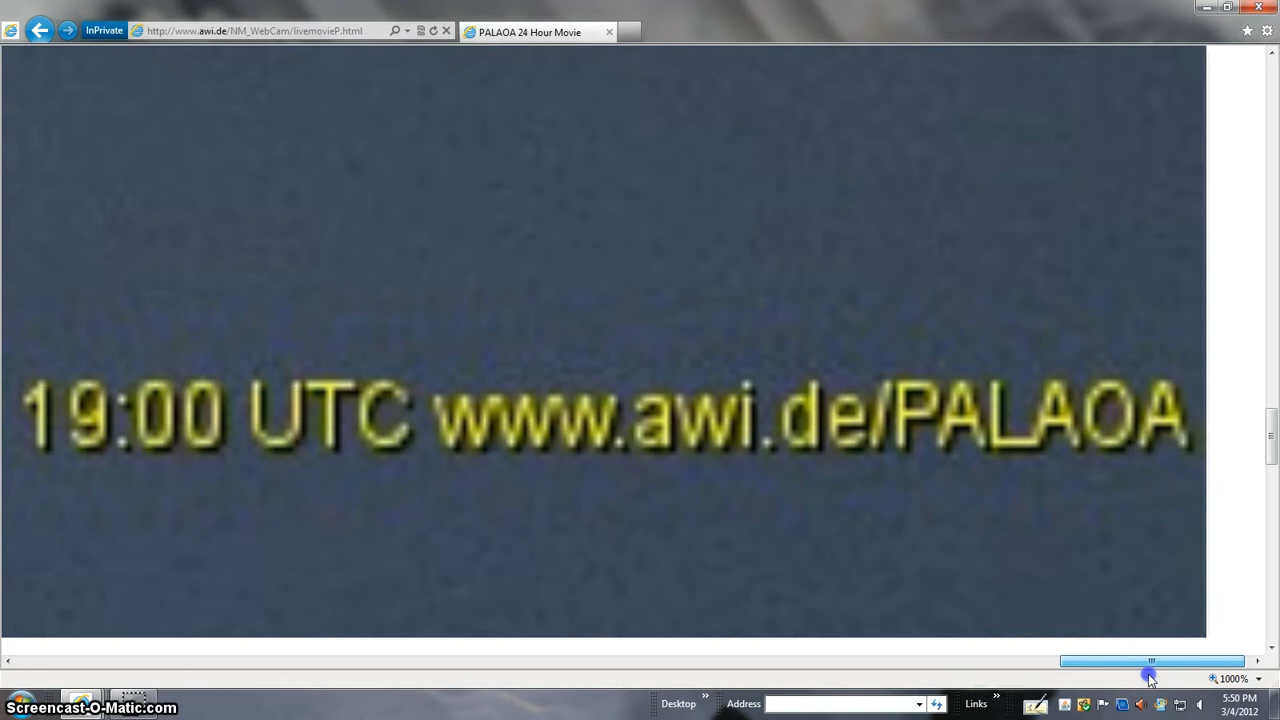 InPrivate http://www.awi.de/NM_WebCam/livemovieP.html PALAOA 24 Hour Movie
19:00 UTC www.awi.de/PALAOA
1000%
Desktop Address Links 5:50 PM
3/4/2012
Screencast-O-Matic.com